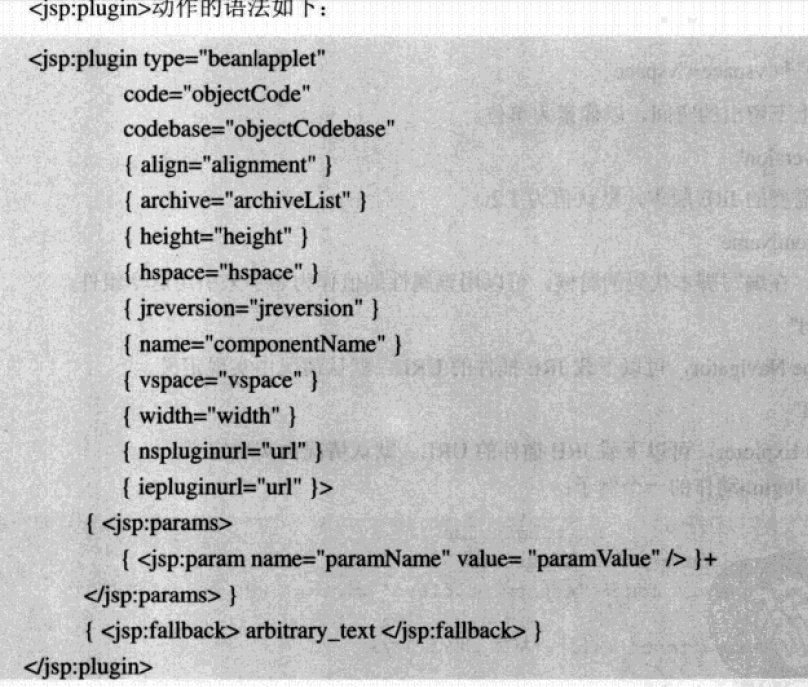 <jsp:plugin>动作的语法如下：
<jsp:plugin type="bean|applet"
code="objectCode"
codebase="objectCodebase"
{ align="alignment" }
{ archive="archiveList" }
{ height="height" }
{ hspace="hspace" }
{ jreversion="jreversion" }
{ name="componentName" }
{ vspace="vspace" }
{ width="width" }
{ nspluginurl="url" }
{ iepluginurl="url" }>
{ <jsp:params>
{ <jsp:param name="paramName" value= "paramValue" /> }+
</jsp:params> }
{ <jsp:fallback> arbitrary_text </jsp:fallback> }
</jsp:plugin>